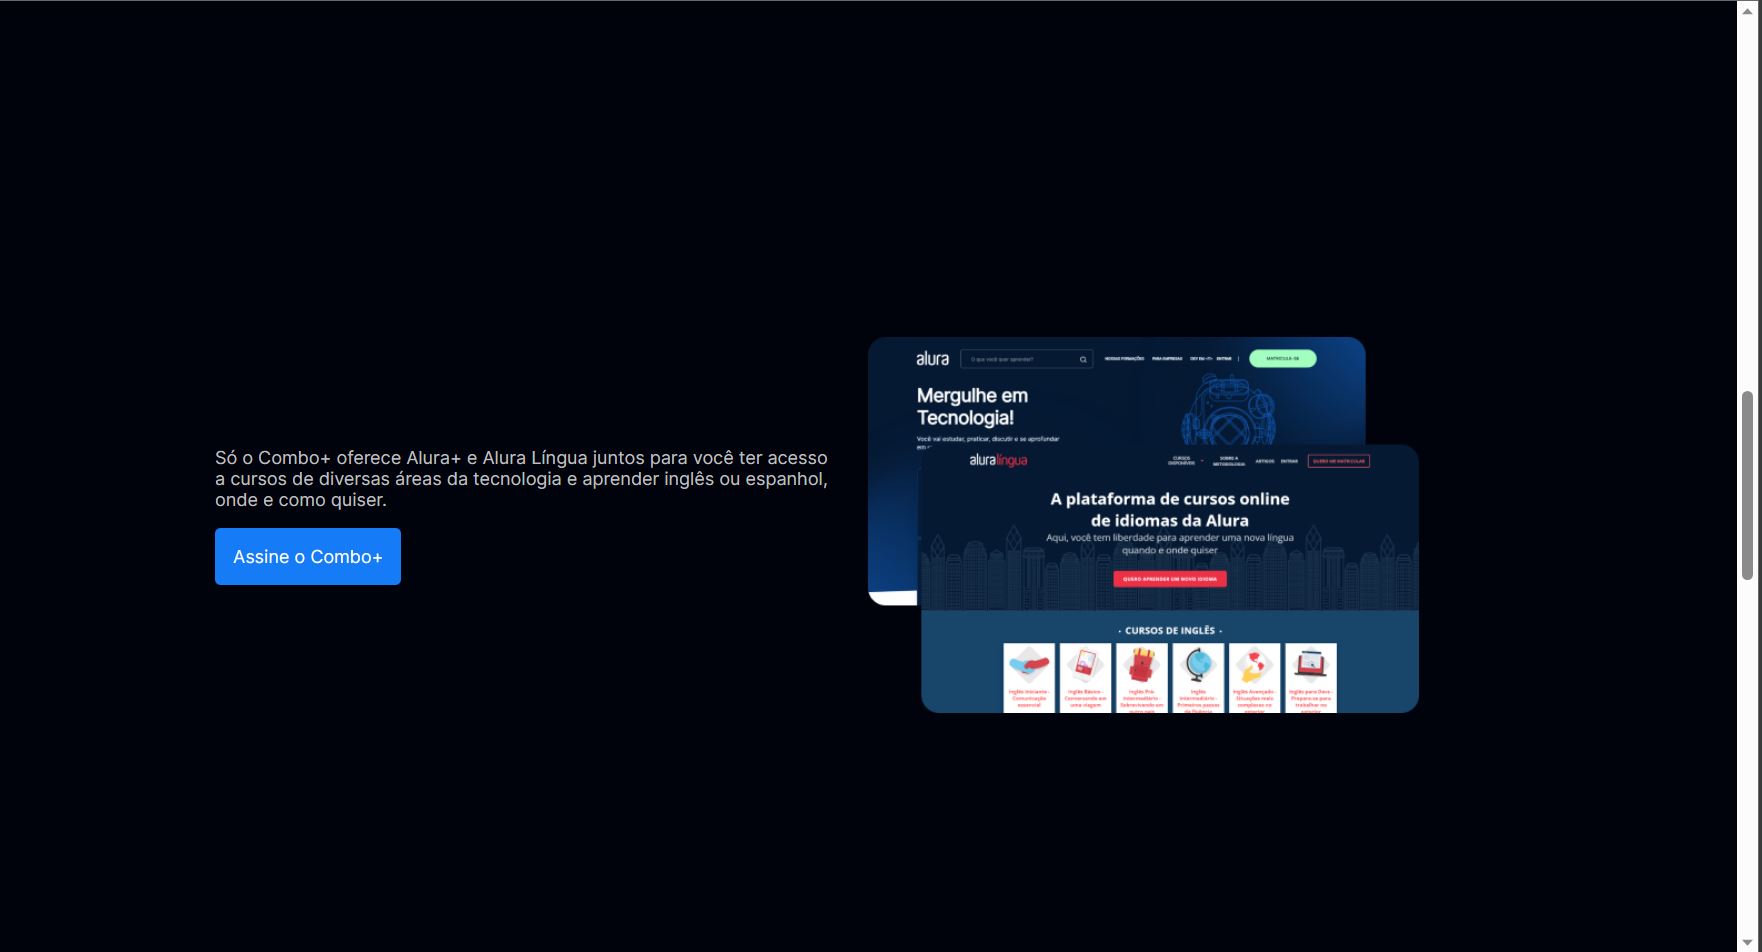 Só o Combo+ oferece Alura+ e Alura Língua juntos para você ter acesso
a cursos de diversas áreas da tecnologia e aprender inglês ou espanhol,
onde e como quiser.
Assine o Combo+
alura
O que você quer aprender?
NOSSAS FORMAÇÕES
PARA EMPRESAS
DEV EM <T>
ENTRAR
MATRICULE-SE
Mergulhe em
Tecnologia!
Você vai estudar, praticar, discutir e se aprofundar
em
aluralíngua
CURSOS
DISPONÍVEIS
SOBRE A
METODOLOGIA
ARTIGOS
ENTRAR
QUERO ME MATRICULAR
A plataforma de cursos online
de idiomas da Alura
Aqui, você tem liberdade para aprender uma nova língua
quando e onde quiser
QUERO APRENDER UM NOVO IDIOMA
· CURSOS DE INGLÊS ·
Inglês Iniciante -
Comunicação
essencial
Inglês Básico -
Conversando em
uma viagem
Inglês Pré-
intermediário -
Sobrevivendo em
outro país
Inglês
Intermediário -
Primeiros passos
da fluência
Inglês Avançado -
Situações mais
complexas no
exterior
Inglês para Devs -
Prepare-se para
trabalhar no
exterior